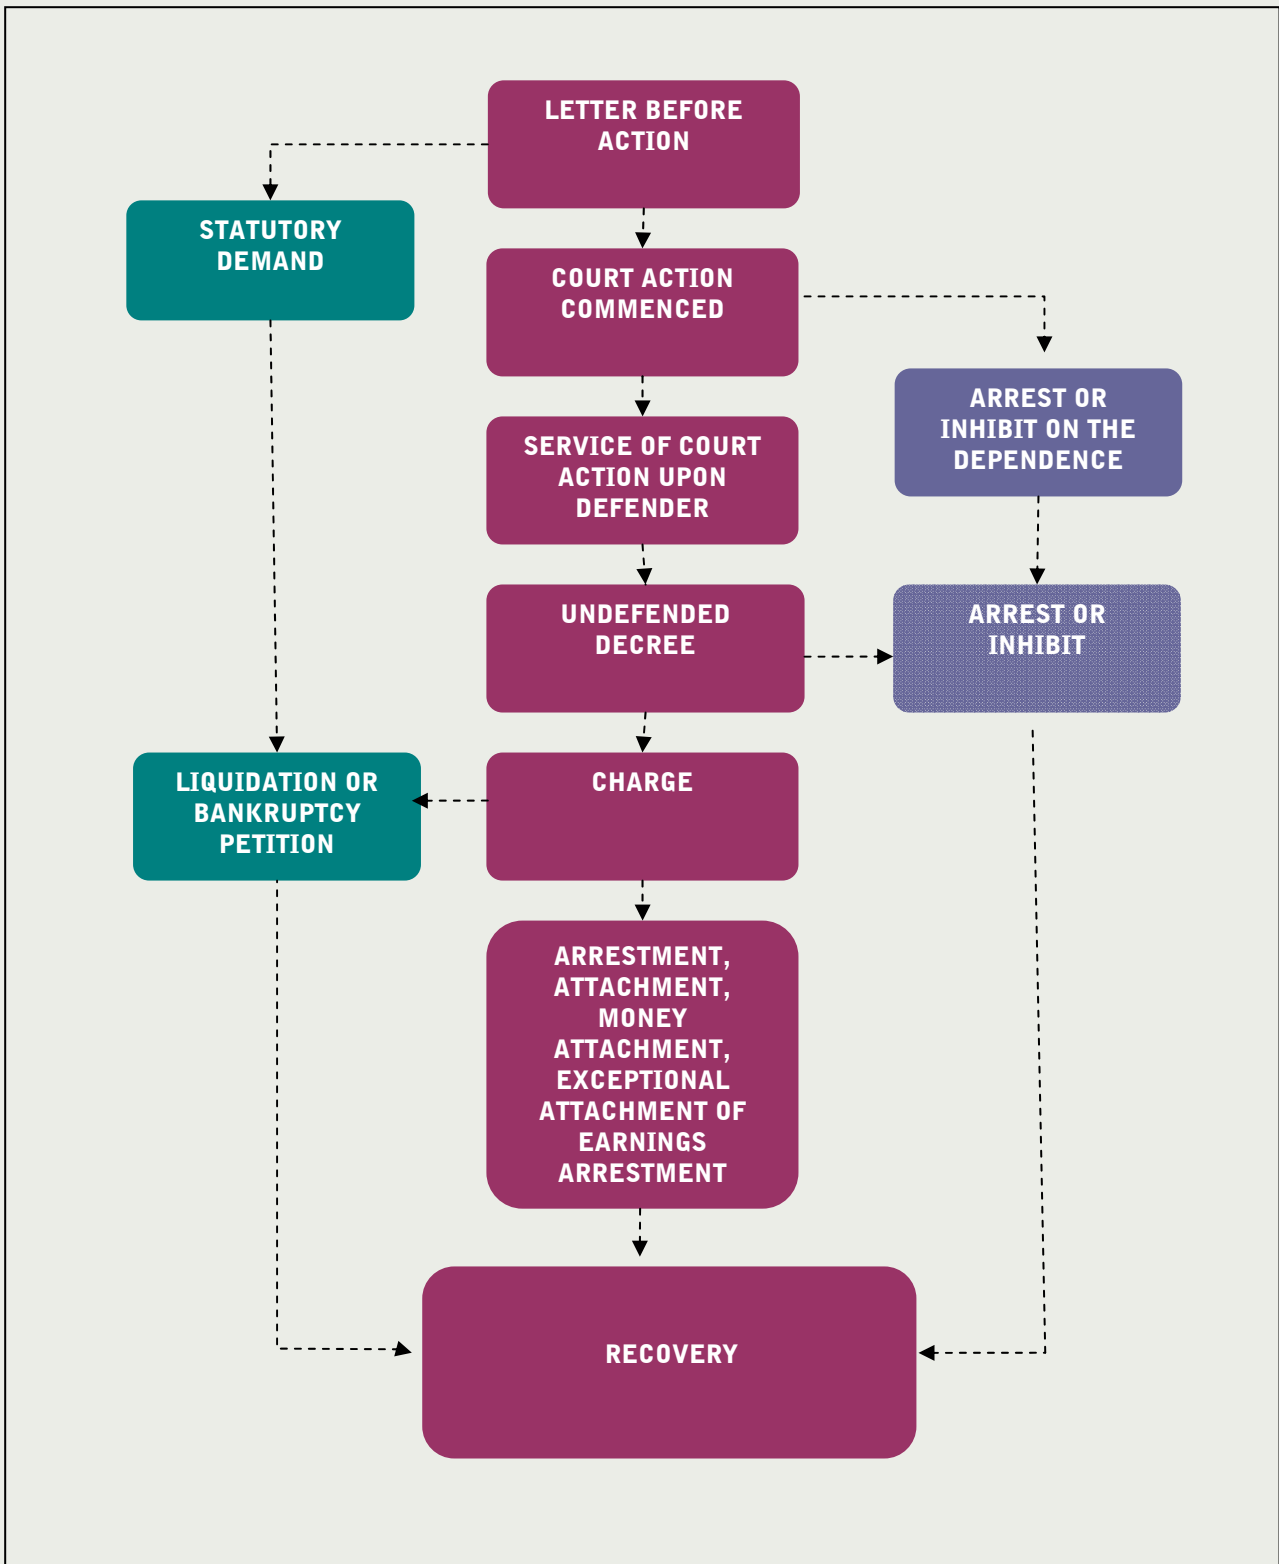 LETTER BEFORE
ACTION
STATUTORY
DEMAND
COURT ACTION
COMMENCED
ARREST OR
INHIBIT ON THE
DEPENDENCE
SERVICE OF COURT
ACTION UPON
DEFENDER
UNDEFENDED
DECREE
ARREST OR
INHIBIT
LIQUIDATION OR
BANKRUPTCY
PETITION
CHARGE
ARRESTMENT,
ATTACHMENT,
MONEY
ATTACHMENT,
EXCEPTIONAL
ATTACHMENT OF
EARNINGS
ARRESTMENT
RECOVERY